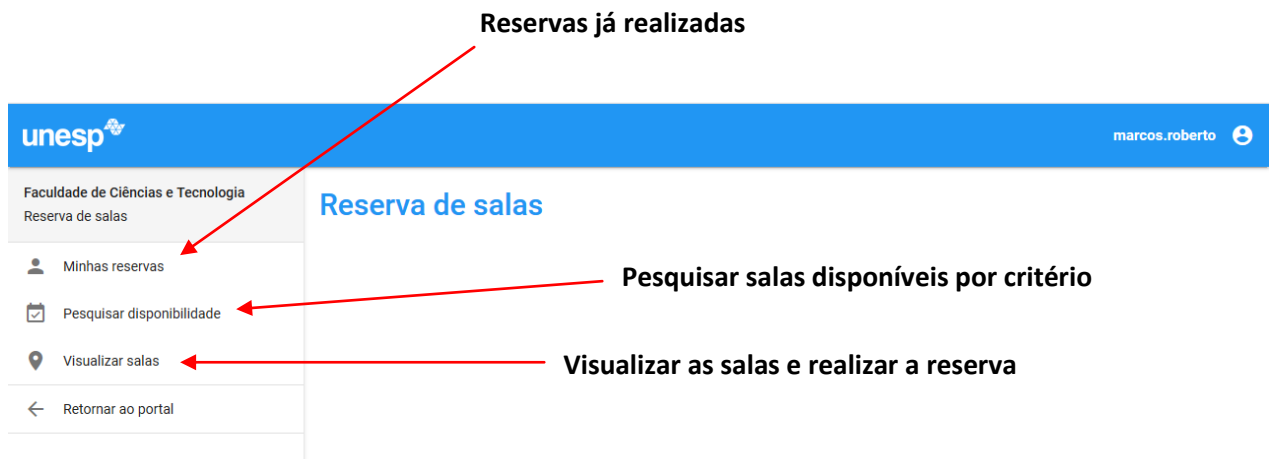 Reservas já realizadas
unesp
marcos.roberto
Faculdade de Ciências e Tecnologia
Reserva de salas
Reserva de salas
Minhas reservas
Pesquisar salas disponíveis por critério
Pesquisar disponibilidade
Visualizar salas
Visualizar as salas e realizar a reserva
Retornar ao portal